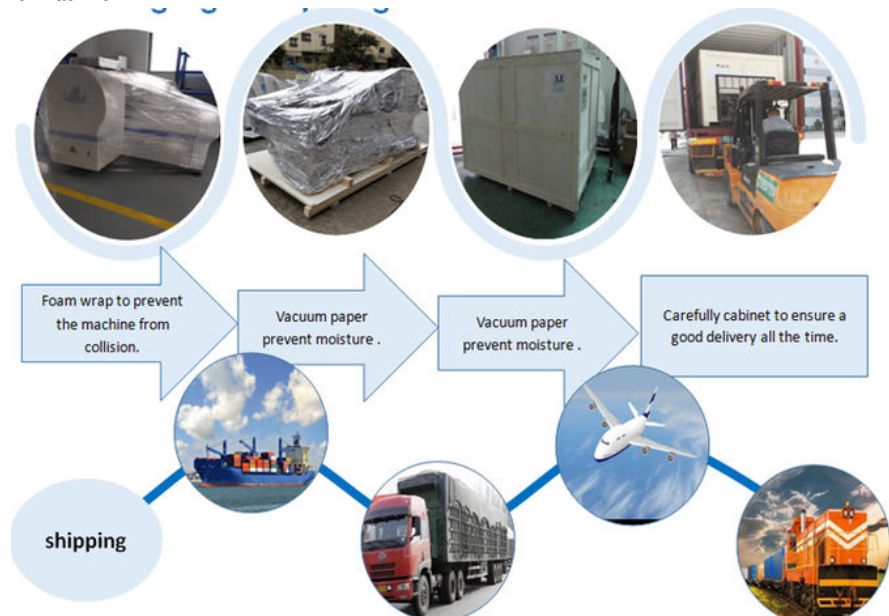 Foam wrap to prevent
the machine from
collision.
Vacuum paper
prevent moisture .
Vacuum paper
prevent moisture .
Carefully cabinet to ensure a
good delivery all the time.
shipping